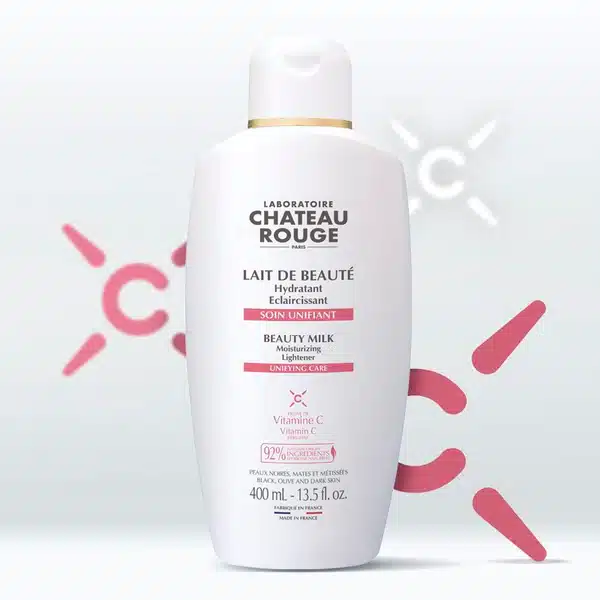 LABORATOIRE
CHATEAU
ROUGE
PARIS
LAIT DE BEAUTÉ
Hydratant
Eclaircissant
SOIN UNIFIANT
BEAUTY MILK
Moisturizing
Lightener
UNIFYING CARE
C
Vitamine C
Vitamin C
92%
INGREDIENTS
PEAUX NOIRES, MATES ET MÉTISSÉES
BLACK, OLIVE AND DARK SKIN
400 mL - 13.5 fl. oz.
FABRIQUÉ EN FRANCE
MADE IN FRANCE
C
C
C